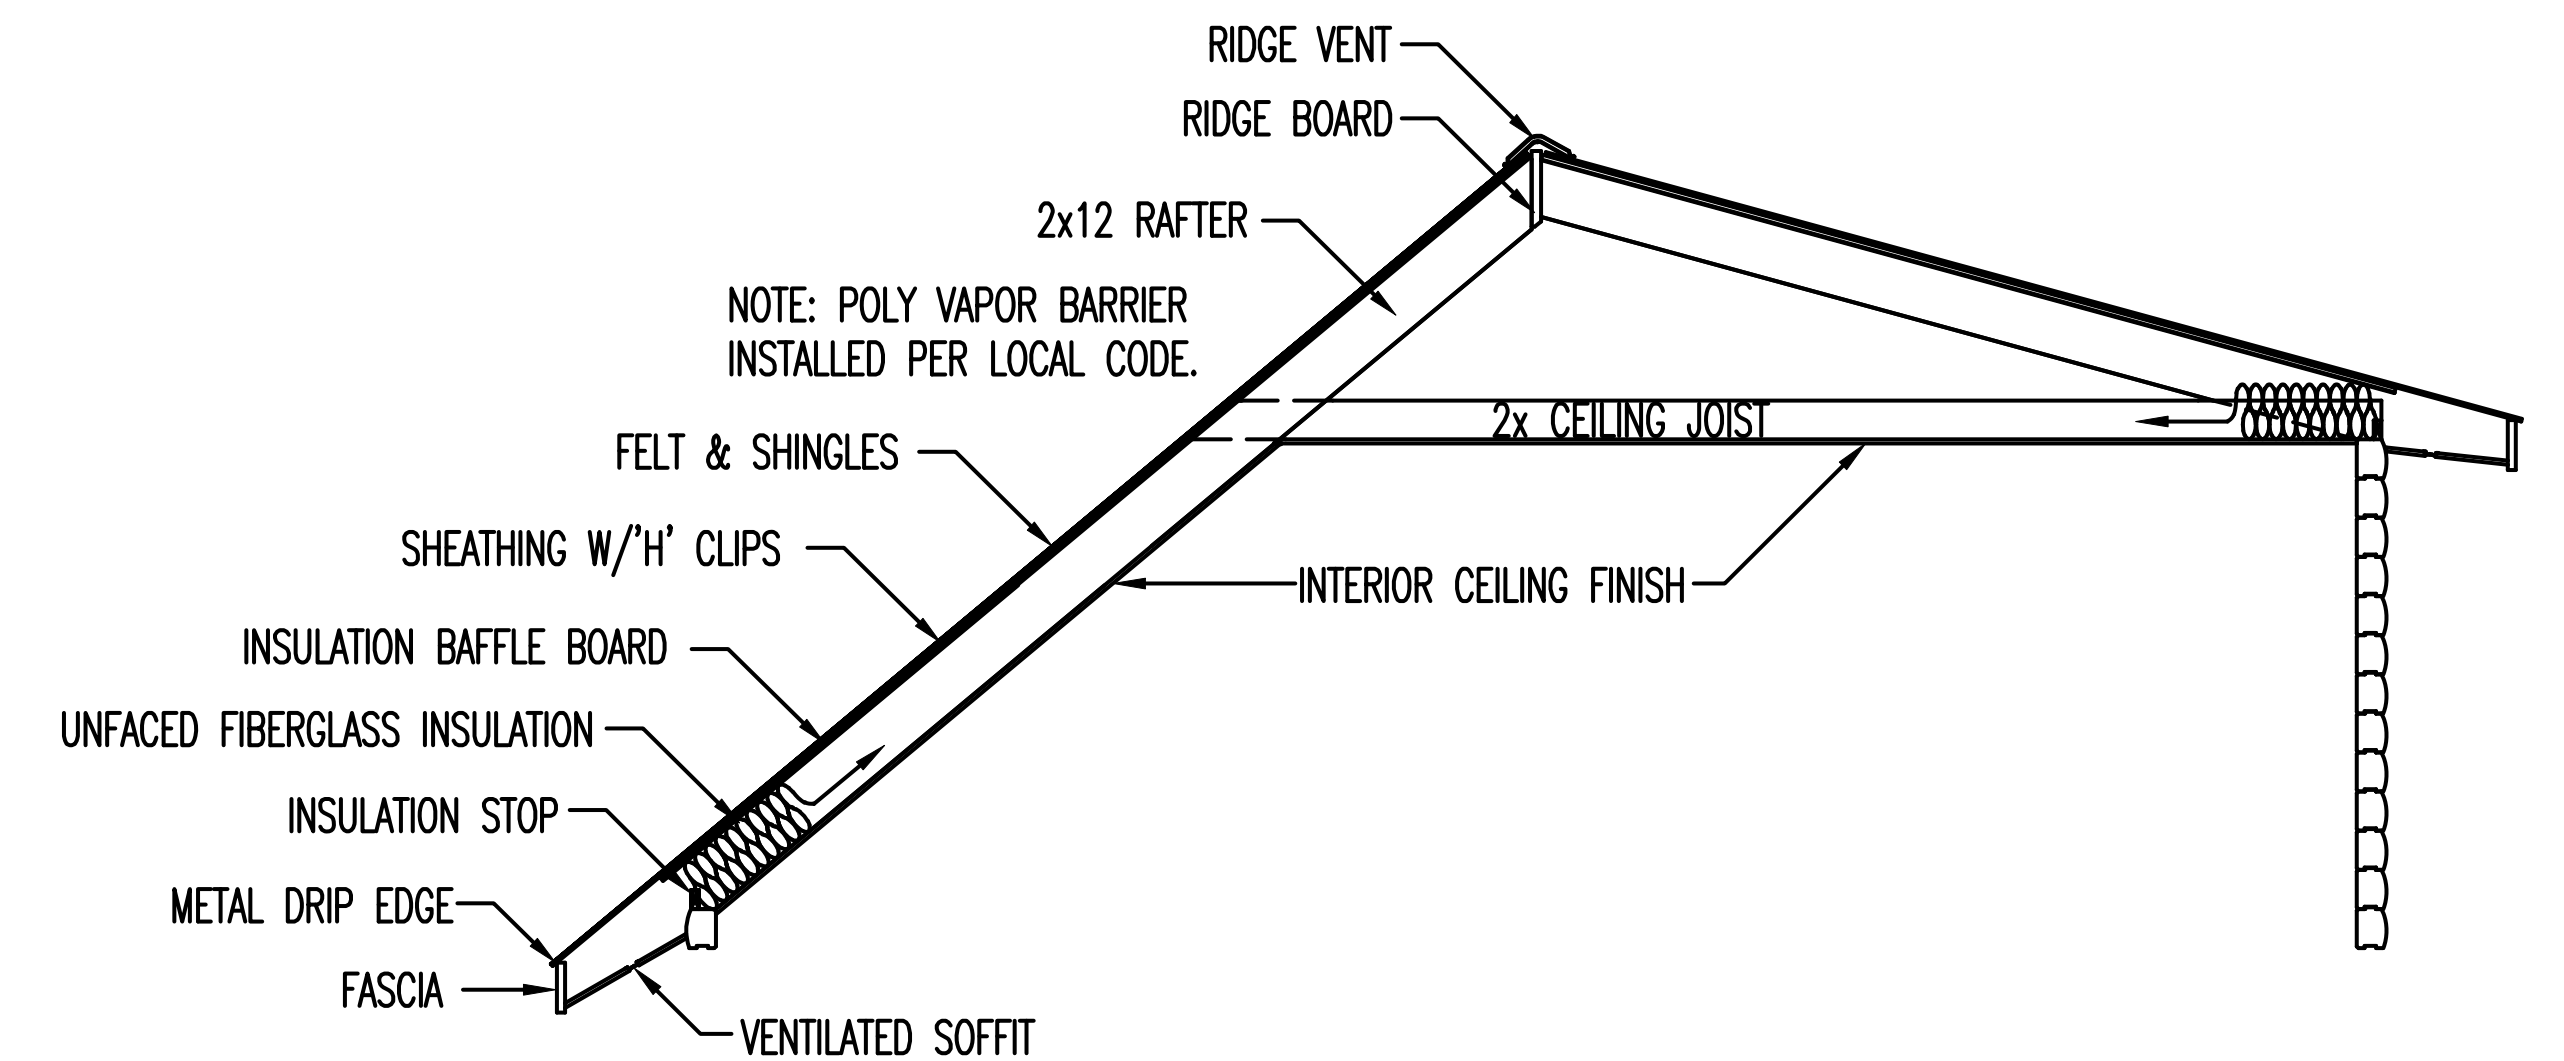 RIDGE VENT
RIDGE BOARD
2x12 RAFTER
NOTE: POLY VAPOR BARRIER
INSTALLED PER LOCAL CODE.
2x CEILING JOIST
FELT & SHINGLES
SHEATHING W/'H' CLIPS
INTERIOR CEILING FINISH
INSULATION BAFFLE BOARD
UNFACED FIBERGLASS INSULATION
INSULATION STOP
METAL DRIP EDGE
FASCIA
VENTILATED SOFFIT